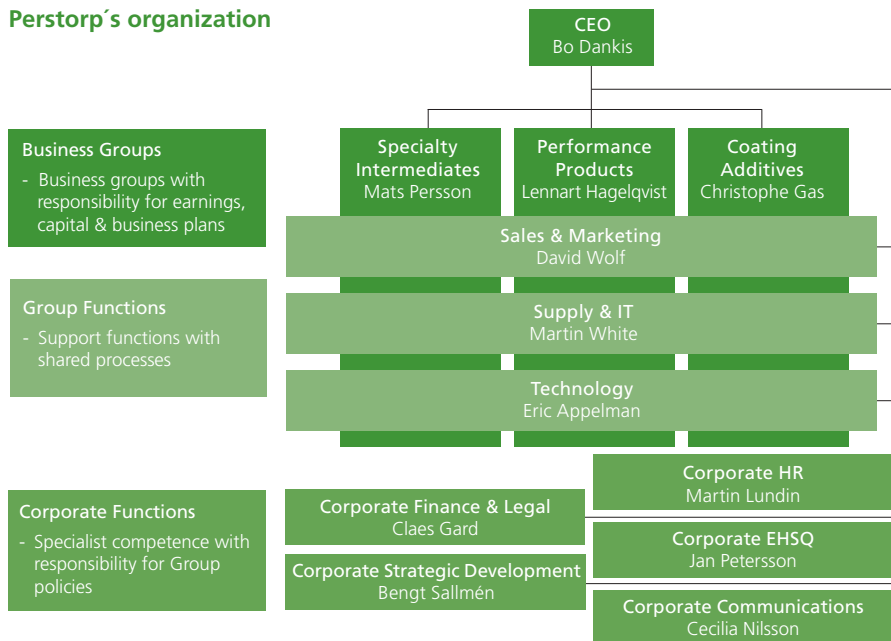 Perstorp´s organization
CEO
Bo Dankis
Business Groups
- Business groups with
responsibility for earnings,
capital & business plans
Specialty
Intermediates
Mats Persson
Performance
Products
Lennart Hagelqvist
Coating
Additives
Christophe Gas
Sales & Marketing
David Wolf
Group Functions
- Support functions with
shared processes
Supply & IT
Martin White
Technology
Eric Appelman
Corporate Functions
- Specialist competence with
responsibility for Group
policies
Corporate Finance & Legal
Claes Gard
Corporate Strategic Development
Bengt Sallmén
Corporate HR
Martin Lundin
Corporate EHSQ
Jan Petersson
Corporate Communications
Cecilia Nilsson